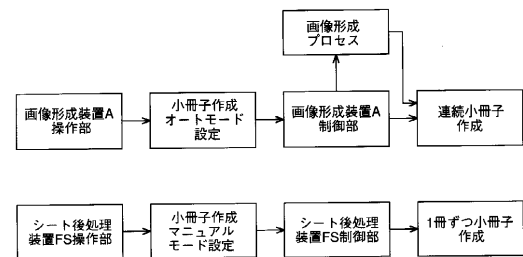 画像形成
プロセス
画像形成装置A
操作部
小冊子作成
オートモード
設定
画像形成装置A
制御部
連続小冊子
作成
シート後処理
装置FS操作部
小冊子作成
マニュアル
モード設定
シート後処理
装置FS制御部
1冊ずつ小冊子
作成